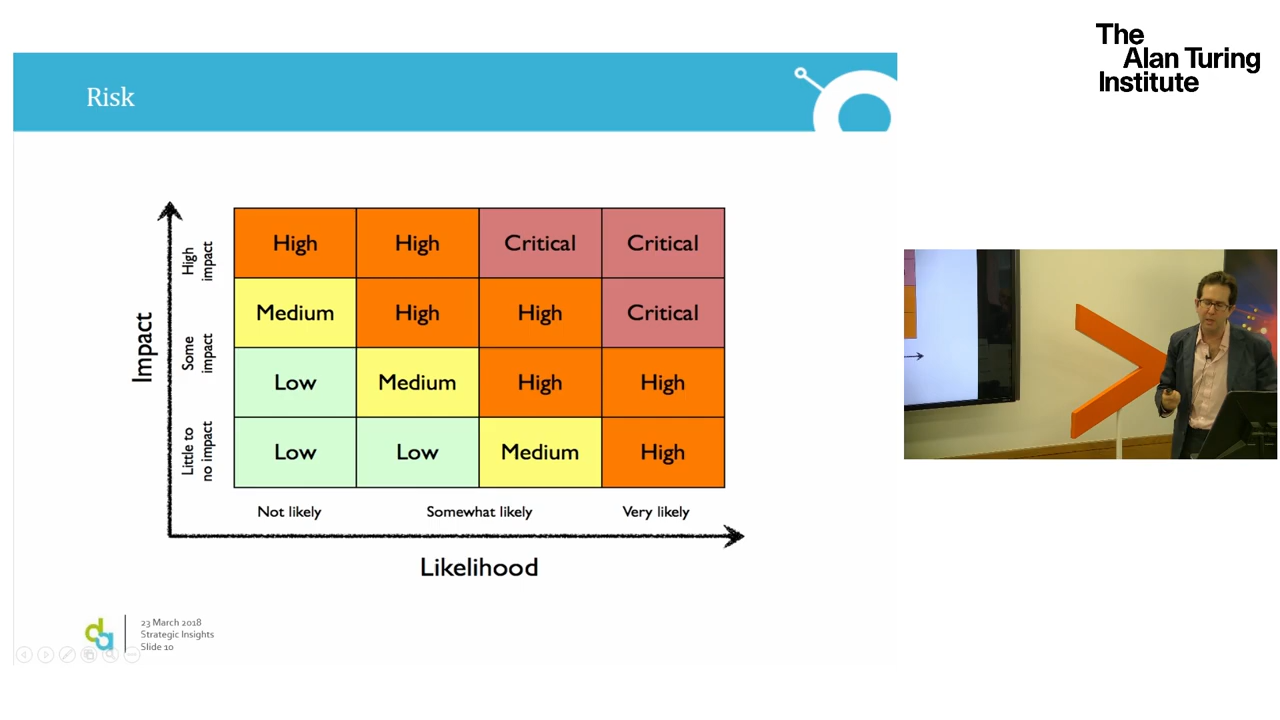 The
Alan Turing
Institute
Risk
Impact
High
impact
Some
impact
Little to
no impact
High High Critical Critical
Medium High High Critical
Low Medium High High
Low Low Medium High
Not likely Somewhat likely Very likely
Likelihood
da
23 March 2018
Strategic Insights
Slide 10